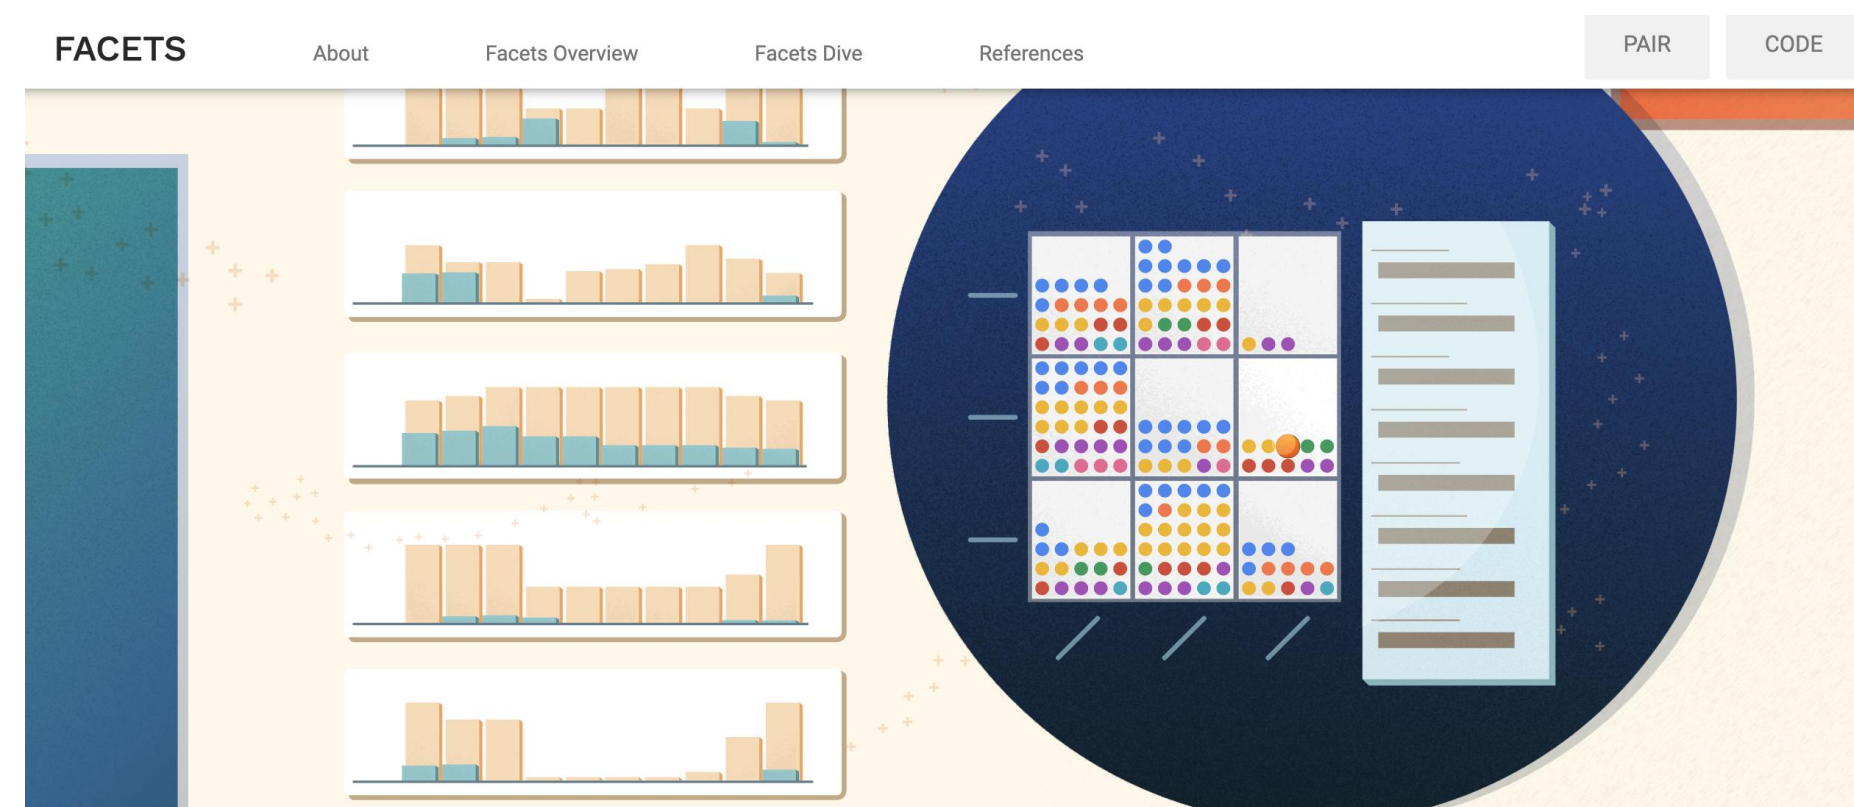 FACETS
About
Facets Overview
Facets Dive
References
PAIR
CODE